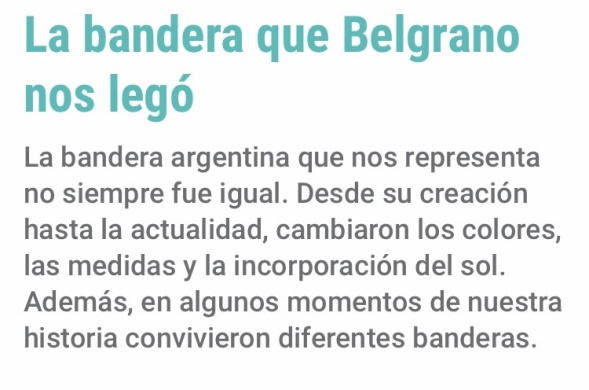 La bandera que Belgrano
nos legó
La bandera argentina que nos representa
no siempre fue igual. Desde su creación
hasta la actualidad, cambiaron los colores,
las medidas y la incorporación del sol.
Además, en algunos momentos de nuestra
historia convivieron diferentes banderas.